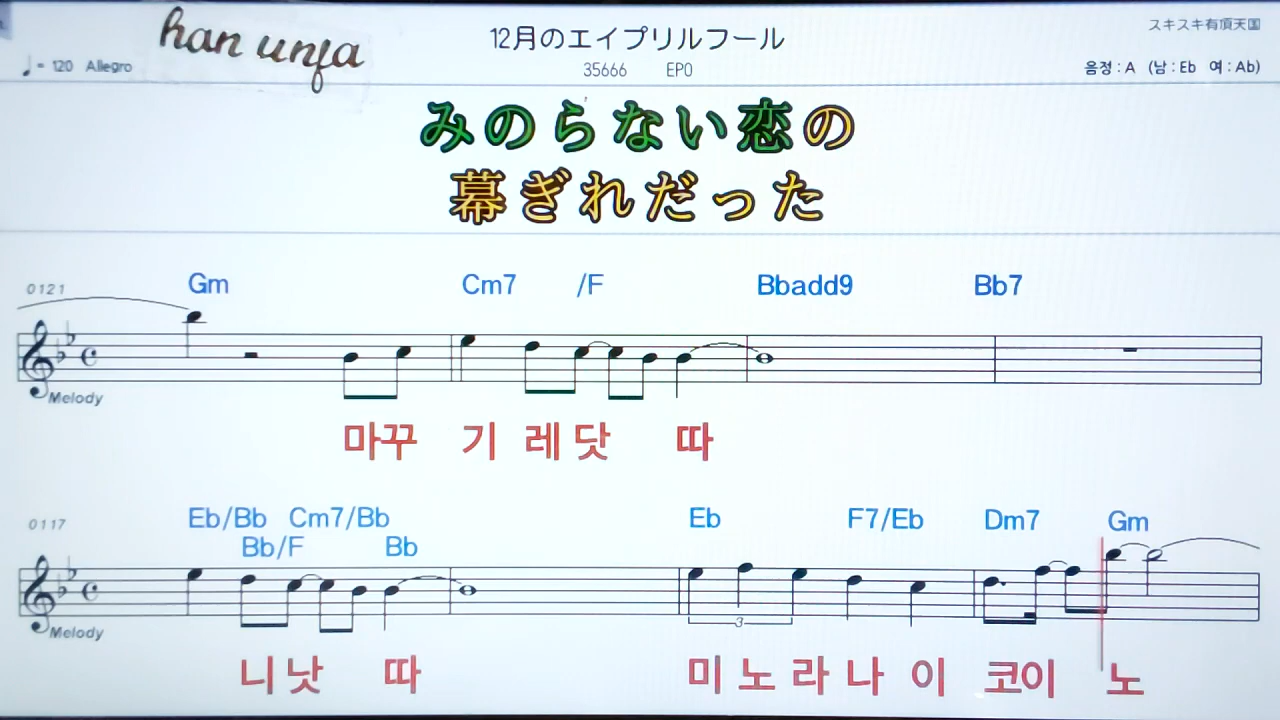 han unfa
12月のエイプリルフール
スキスキ有頂天国
♩= 120 Allegro
35666 EPO
음정 : A (남 : Eb 여 : Ab)
みのらない恋の
幕ぎれだった
0121
Gm Cm7 /F Bbadd9 Bb7
Melody
마꾸 기 레 닷 따
0117
Eb/Bb Cm7/Bb Eb F7/Eb Dm7 Gm
Bb/F Bb
3
Melody
니 낫 따 미 노 라 나 이 코이 노